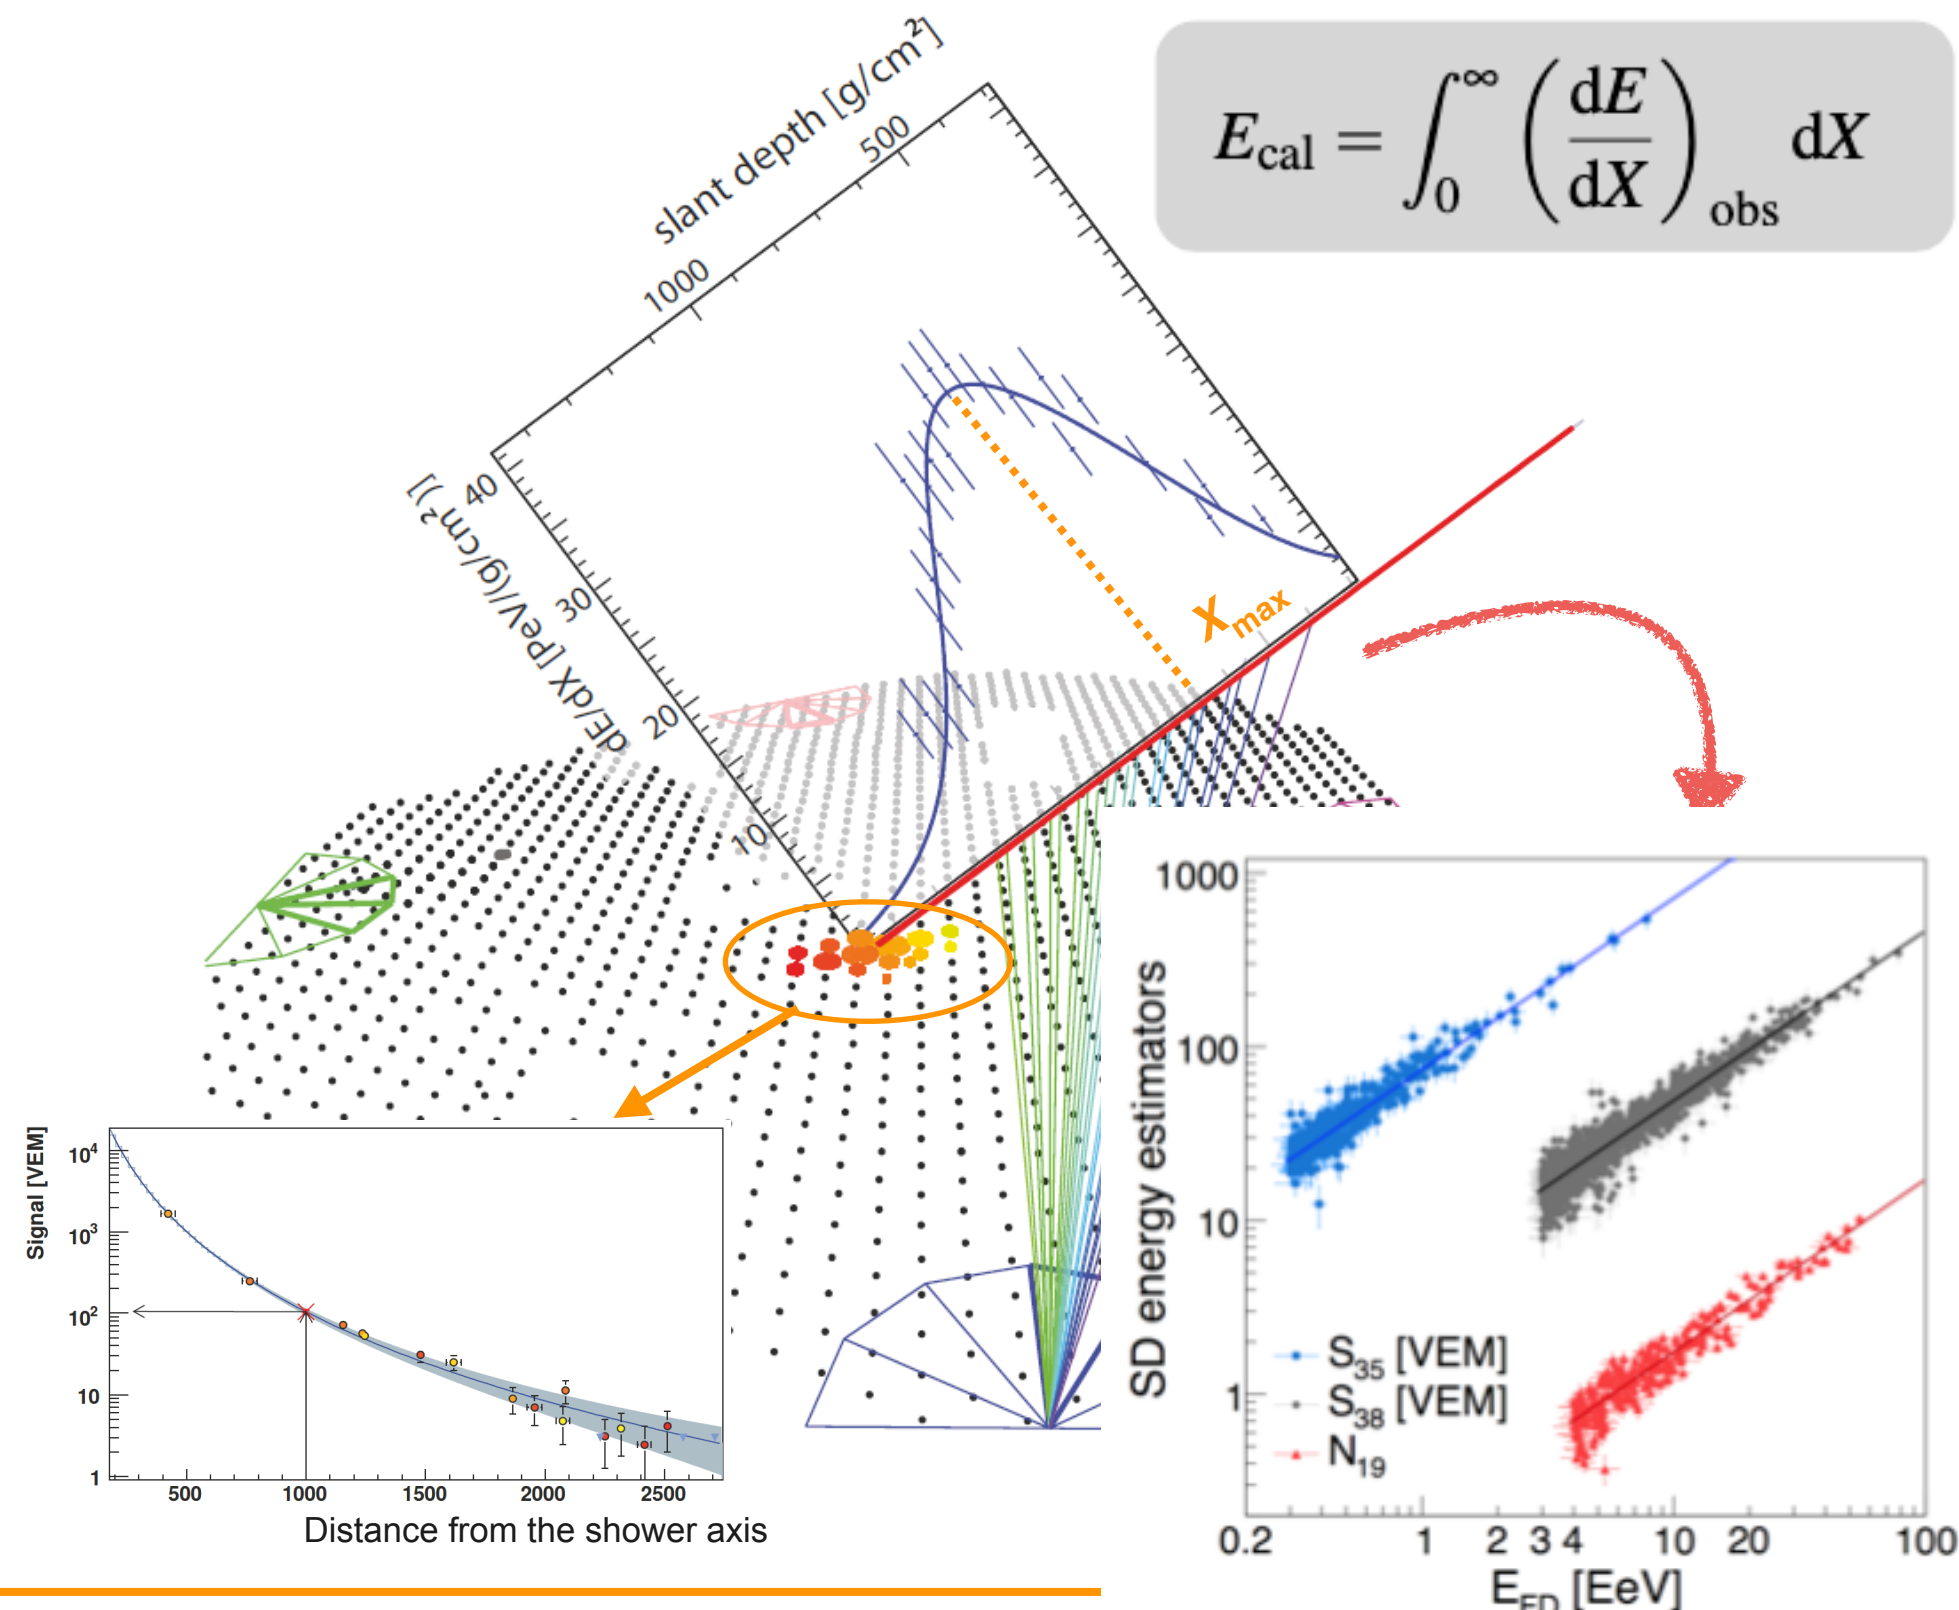 E_cal = ∫_0^∞ (dE/dX)_obs dX
slant depth [g/cm²]
500
1000
dE/dX [PeV/(g/cm²)]
40
30
20
10
X_max
Signal [VEM]
10⁴
10³
10²
10
1
500 1000 1500 2000 2500
Distance from the shower axis
SD energy estimators
1000
100
10
1
S_35 [VEM]
S_38 [VEM]
N_19
0.2 1 2 3 4 10 20 100
E_FD [EeV]